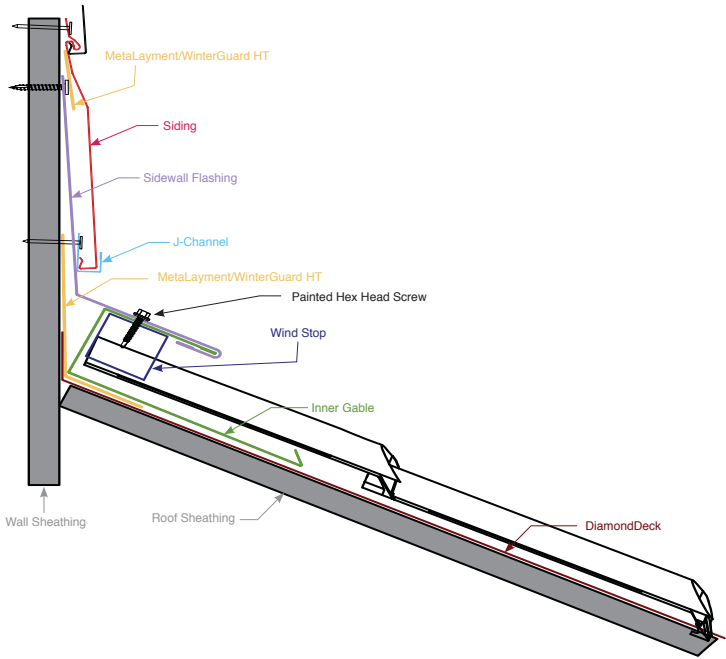 MetaLayment/WinterGuard HT
Siding
Sidewall Flashing
J-Channel
MetaLayment/WinterGuard HT
Painted Hex Head Screw
Wind Stop
Inner Gable
Wall Sheathing
Roof Sheathing
DiamondDeck